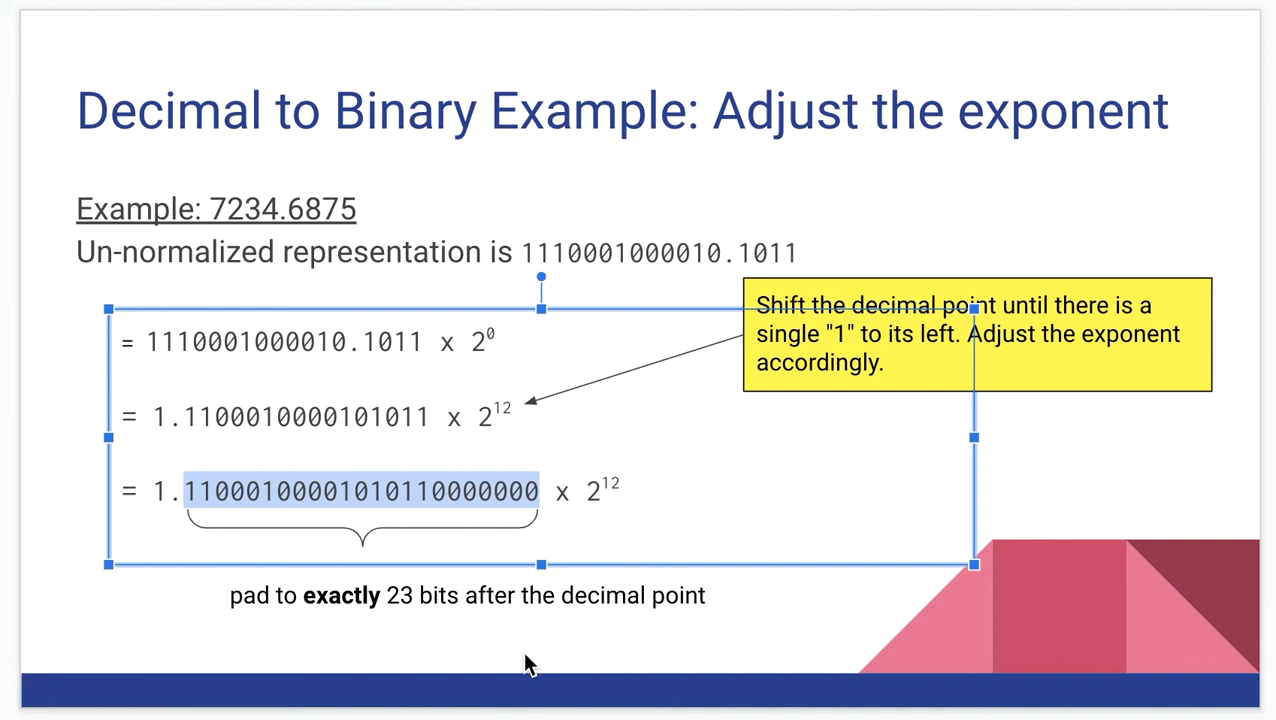 Decimal to Binary Example: Adjust the exponent
Example: 7234.6875
Un-normalized representation is 1110001000010.1011
Shift the decimal point until there is a
single "1" to its left. Adjust the exponent
accordingly.
= 1110001000010.1011 x 2⁰
= 1.1100010000101011 x 2¹²
= 1.11000100001010110000000 x 2¹²
pad to exactly 23 bits after the decimal point